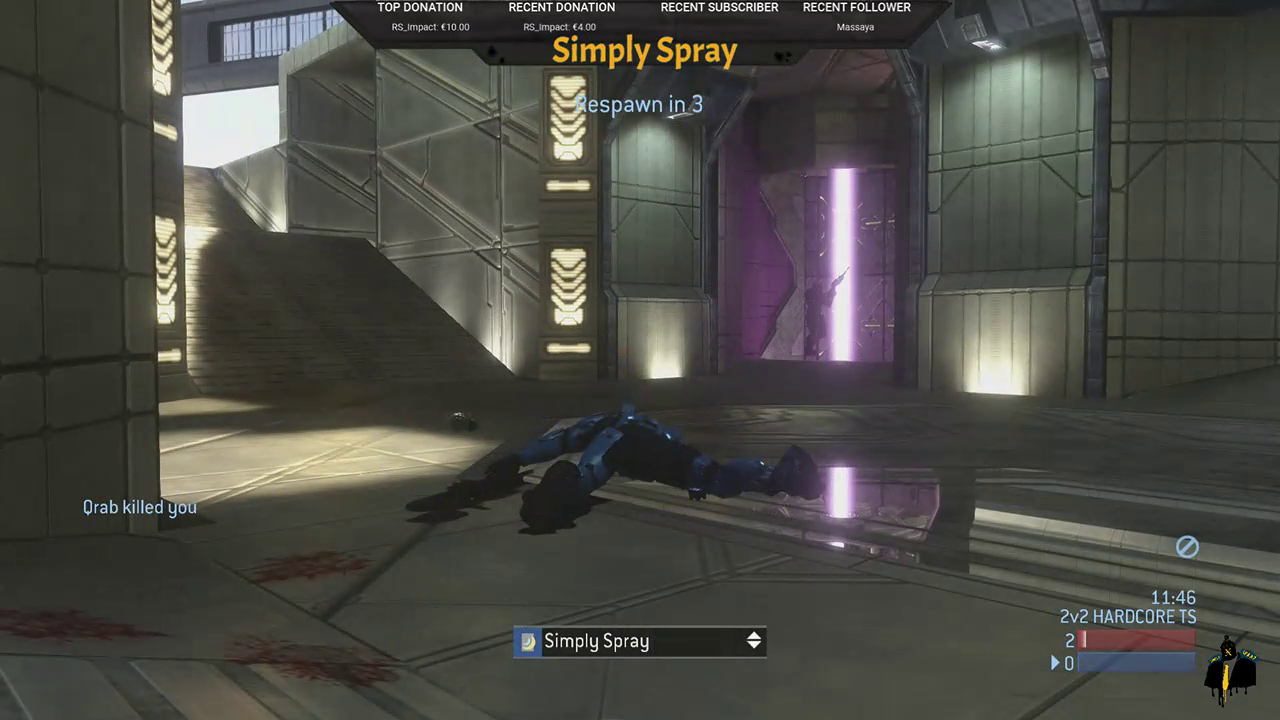 TOP DONATION
RECENT DONATION
RECENT SUBSCRIBER
RECENT FOLLOWER
RS_Impact: €10.00
RS_Impact: €4.00
Massaya
Simply Spray
Respawn in 3
Qrab killed you
11:46
2v2 HARDCORE TS
2
0
Simply Spray